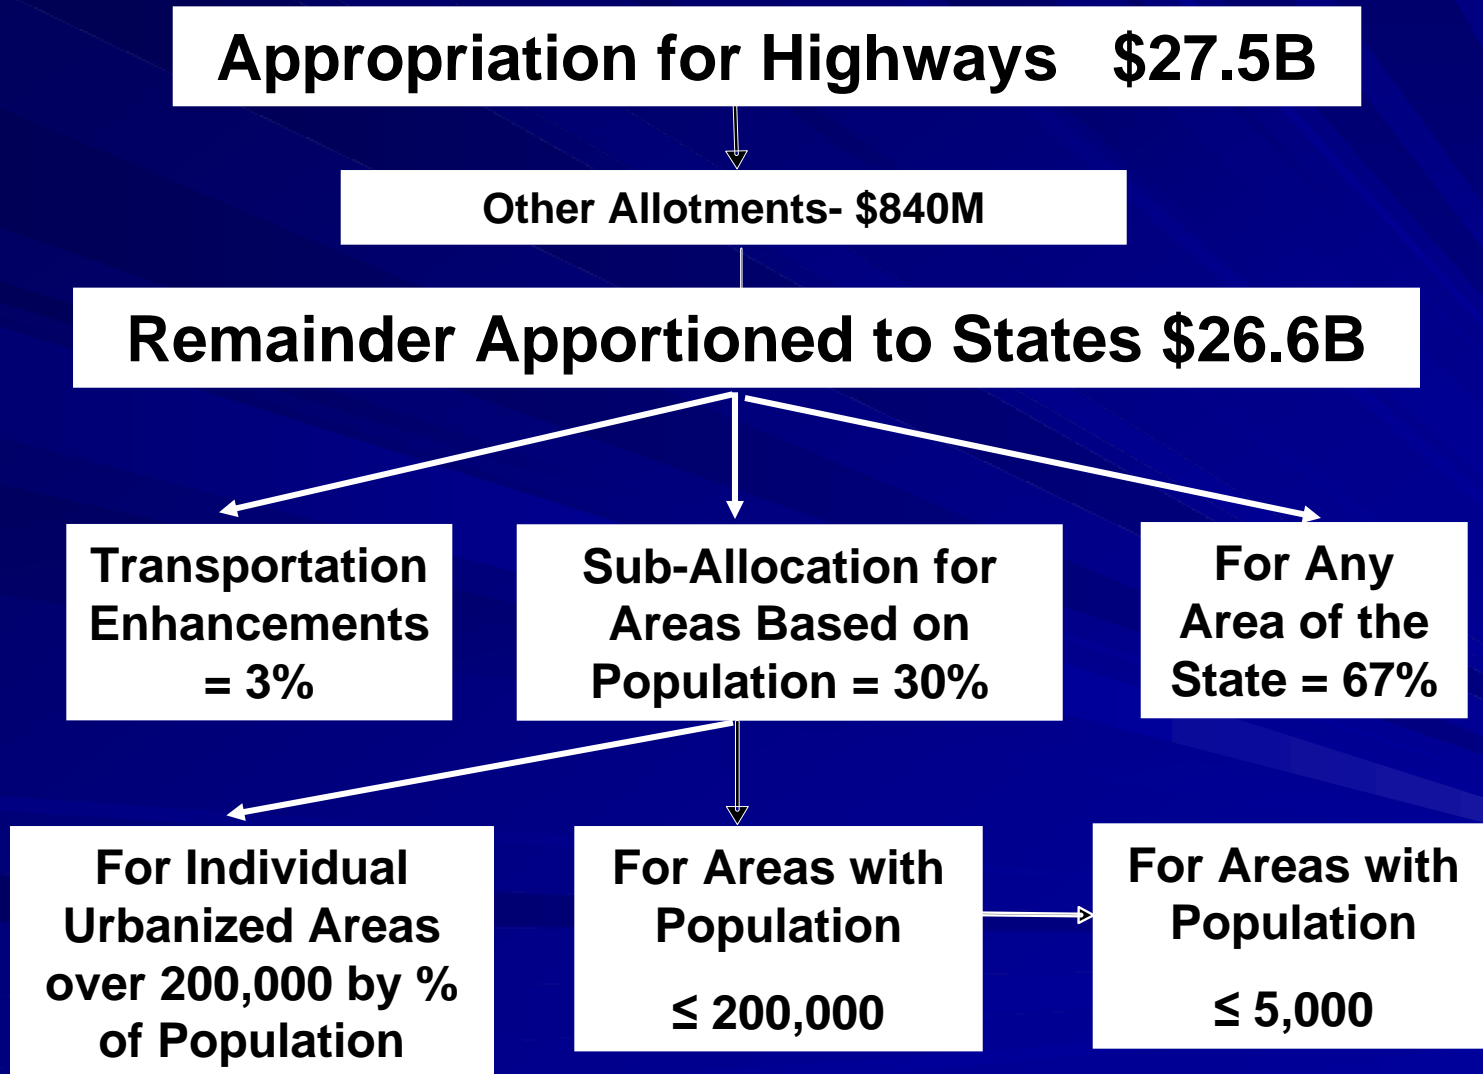 Appropriation for Highways $27.5B
Other Allotments- $840M
Remainder Apportioned to States $26.6B
Transportation
Enhancements
= 3%
Sub-Allocation for
Areas Based on
Population = 30%
For Any
Area of the
State = 67%
For Individual
Urbanized Areas
over 200,000 by %
of Population
For Areas with
Population
≤ 200,000
For Areas with
Population
≤ 5,000